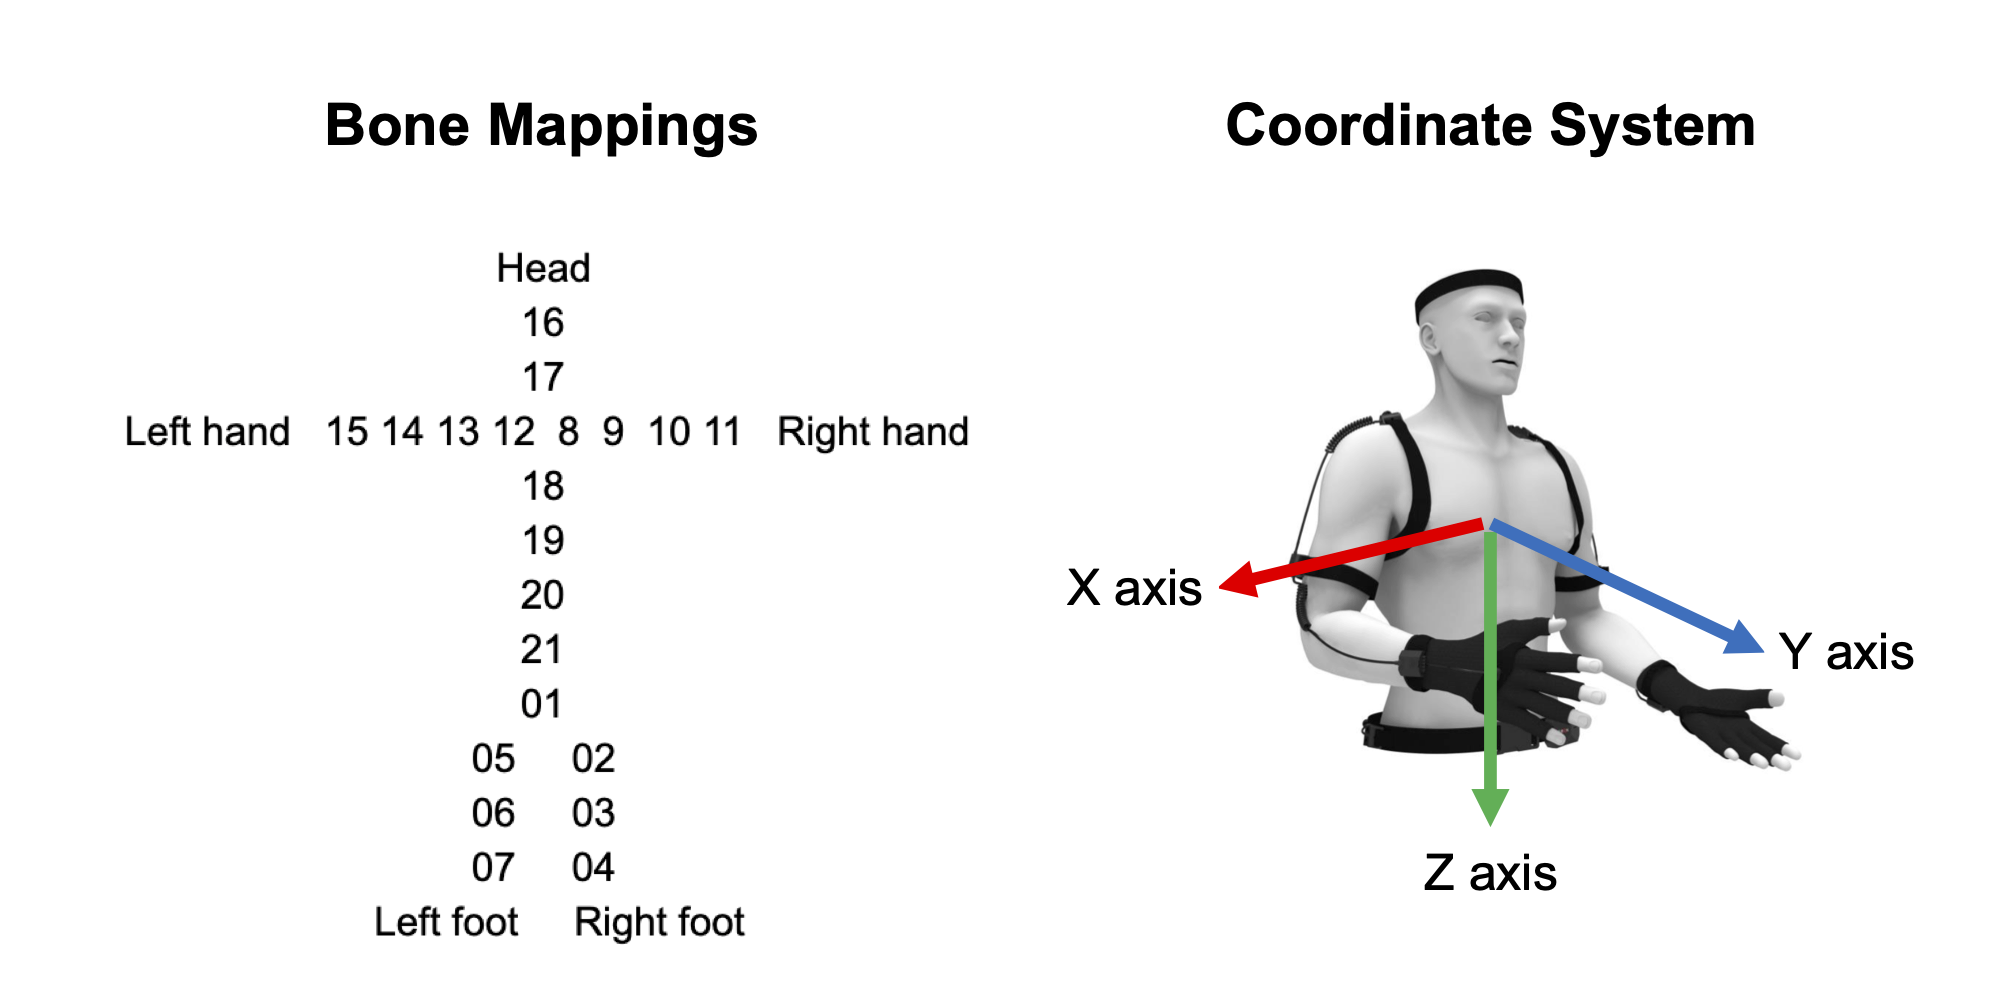 Bone Mappings
Head
16
17
Left hand 15 14 13 12 8 9 10 11 Right hand
18
19
20
21
01
05 02
06 03
07 04
Left foot Right foot
Coordinate System
X axis
Y axis
Z axis